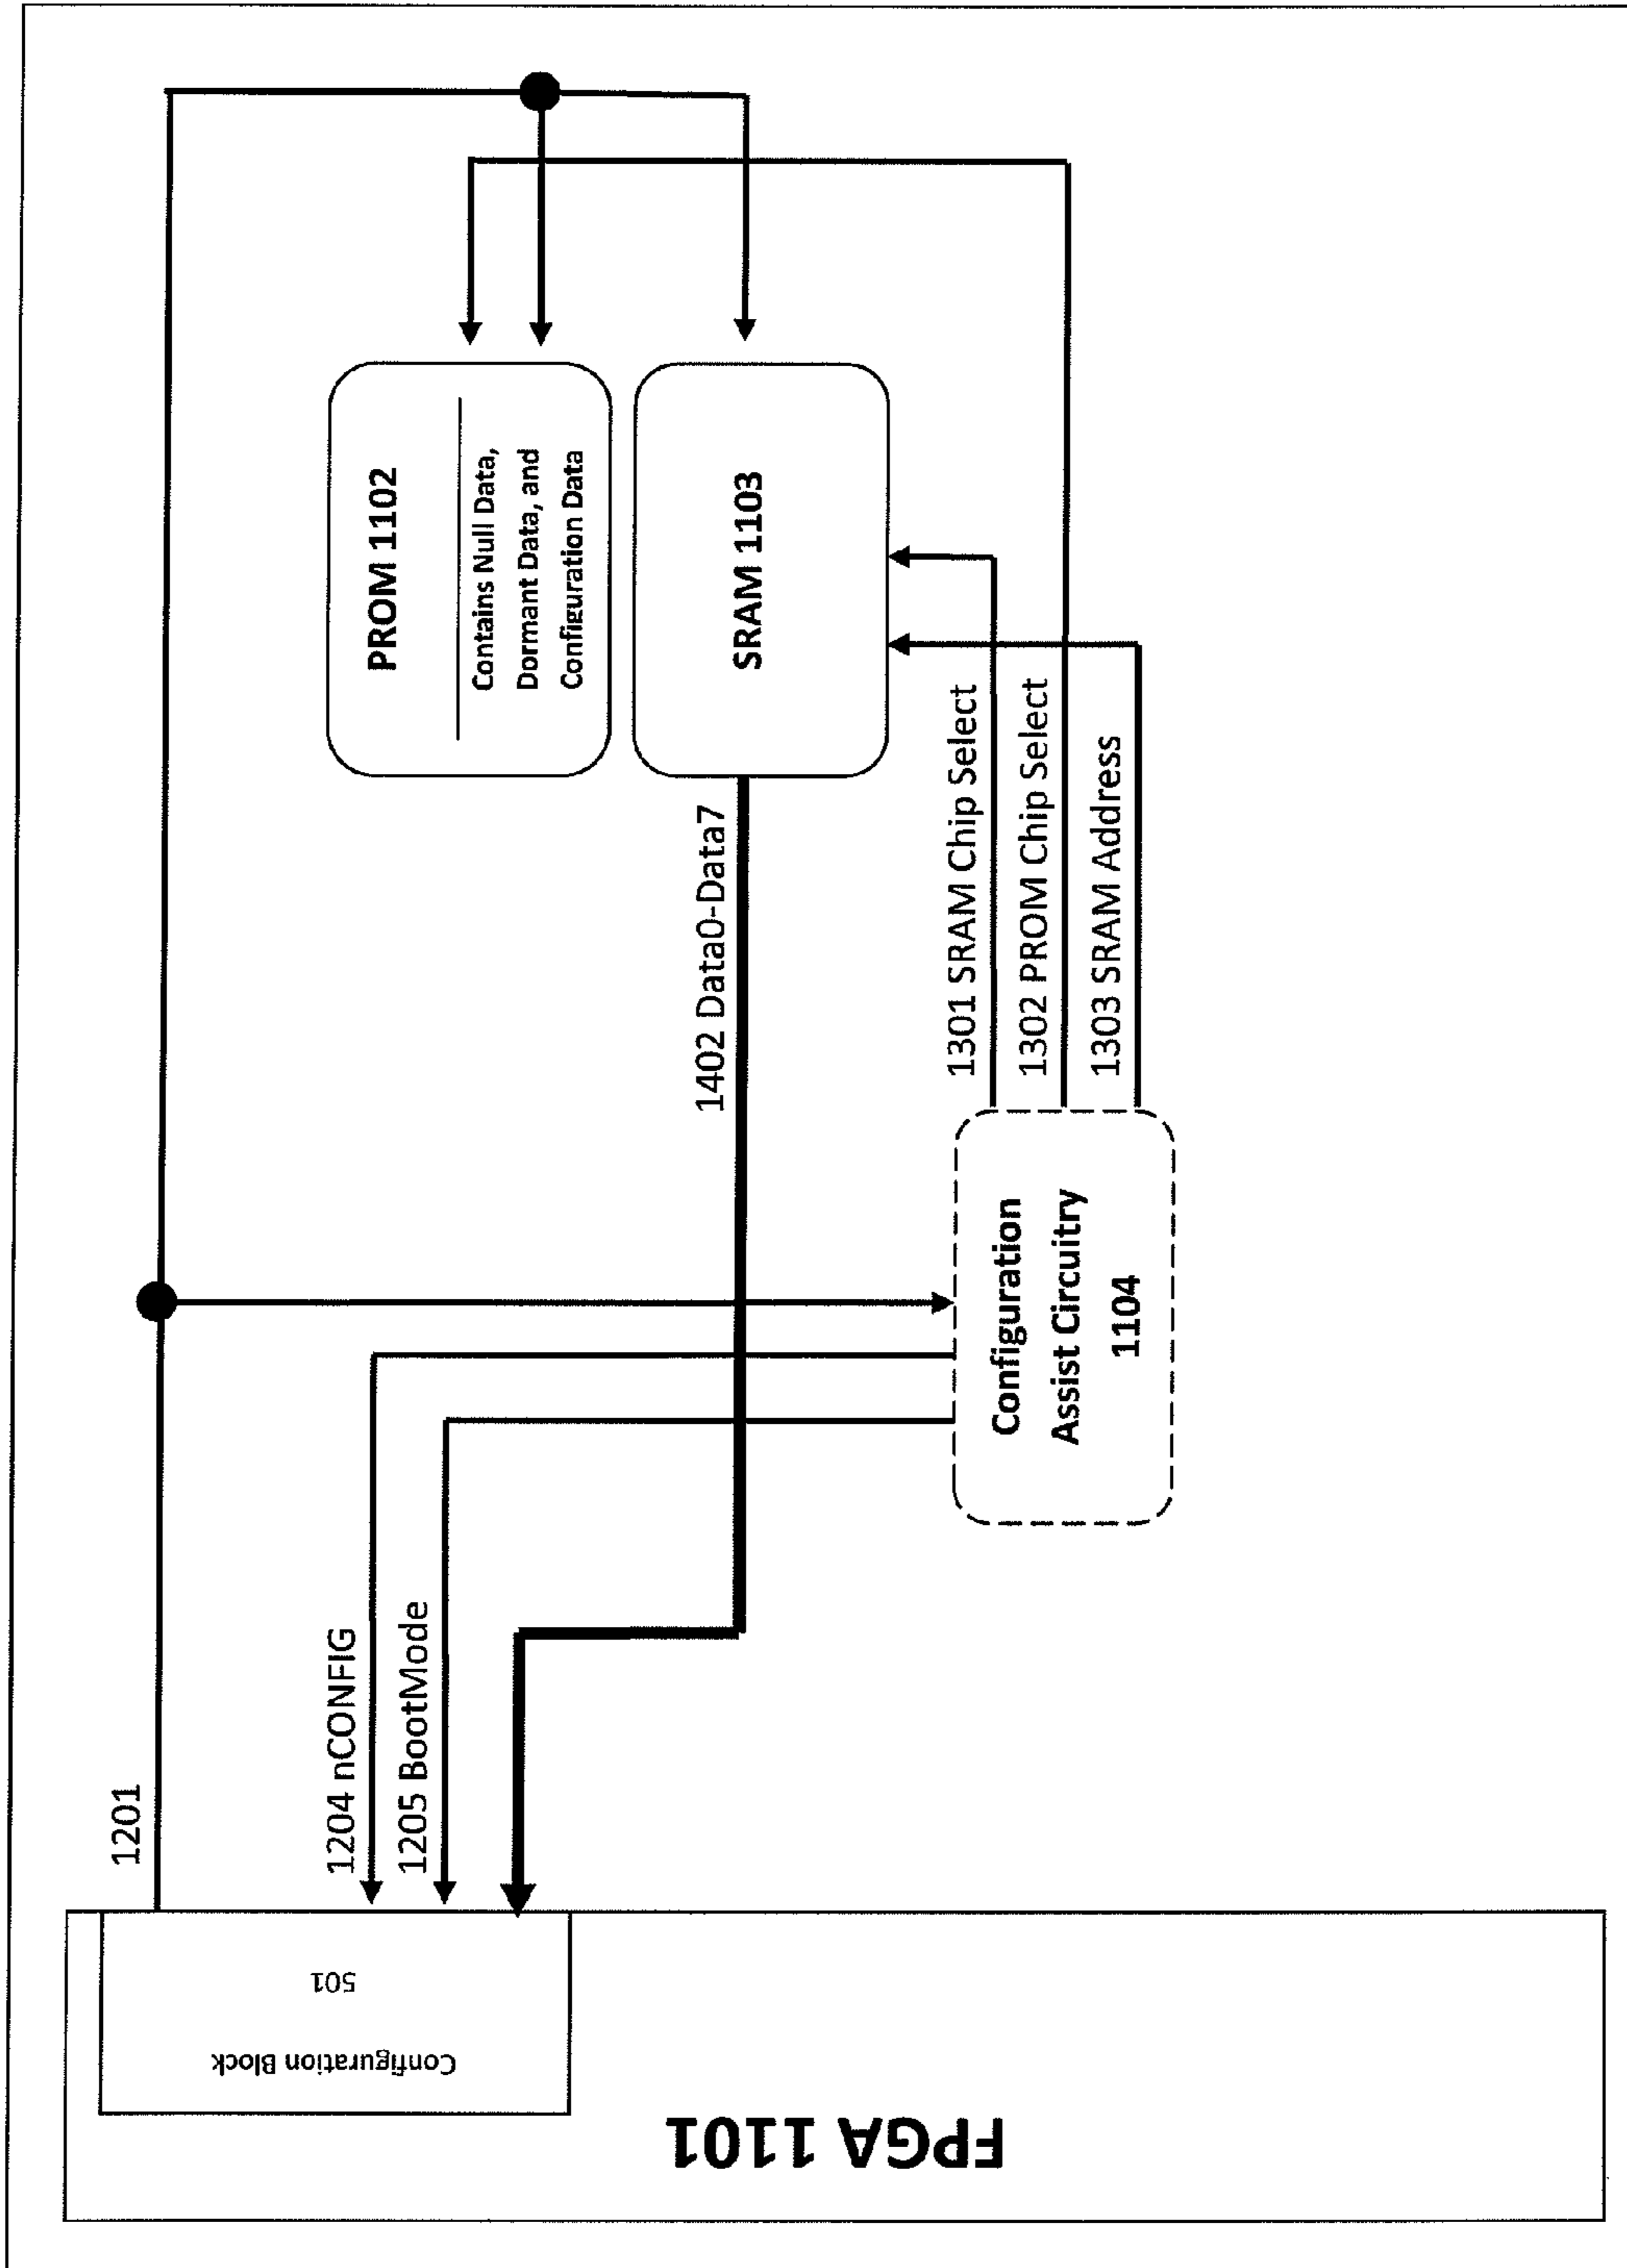 1201
1204 nCONFIG
1205 BootMode
1402 Data0-Data7
PROM 1102
Contains Null Data,
Dormant Data, and
Configuration Data
SRAM 1103
1301 SRAM Chip Select
1302 PROM Chip Select
1303 SRAM Address
Configuration
Assist Circuitry
1104
501
Configuration Block
FPGA 1101